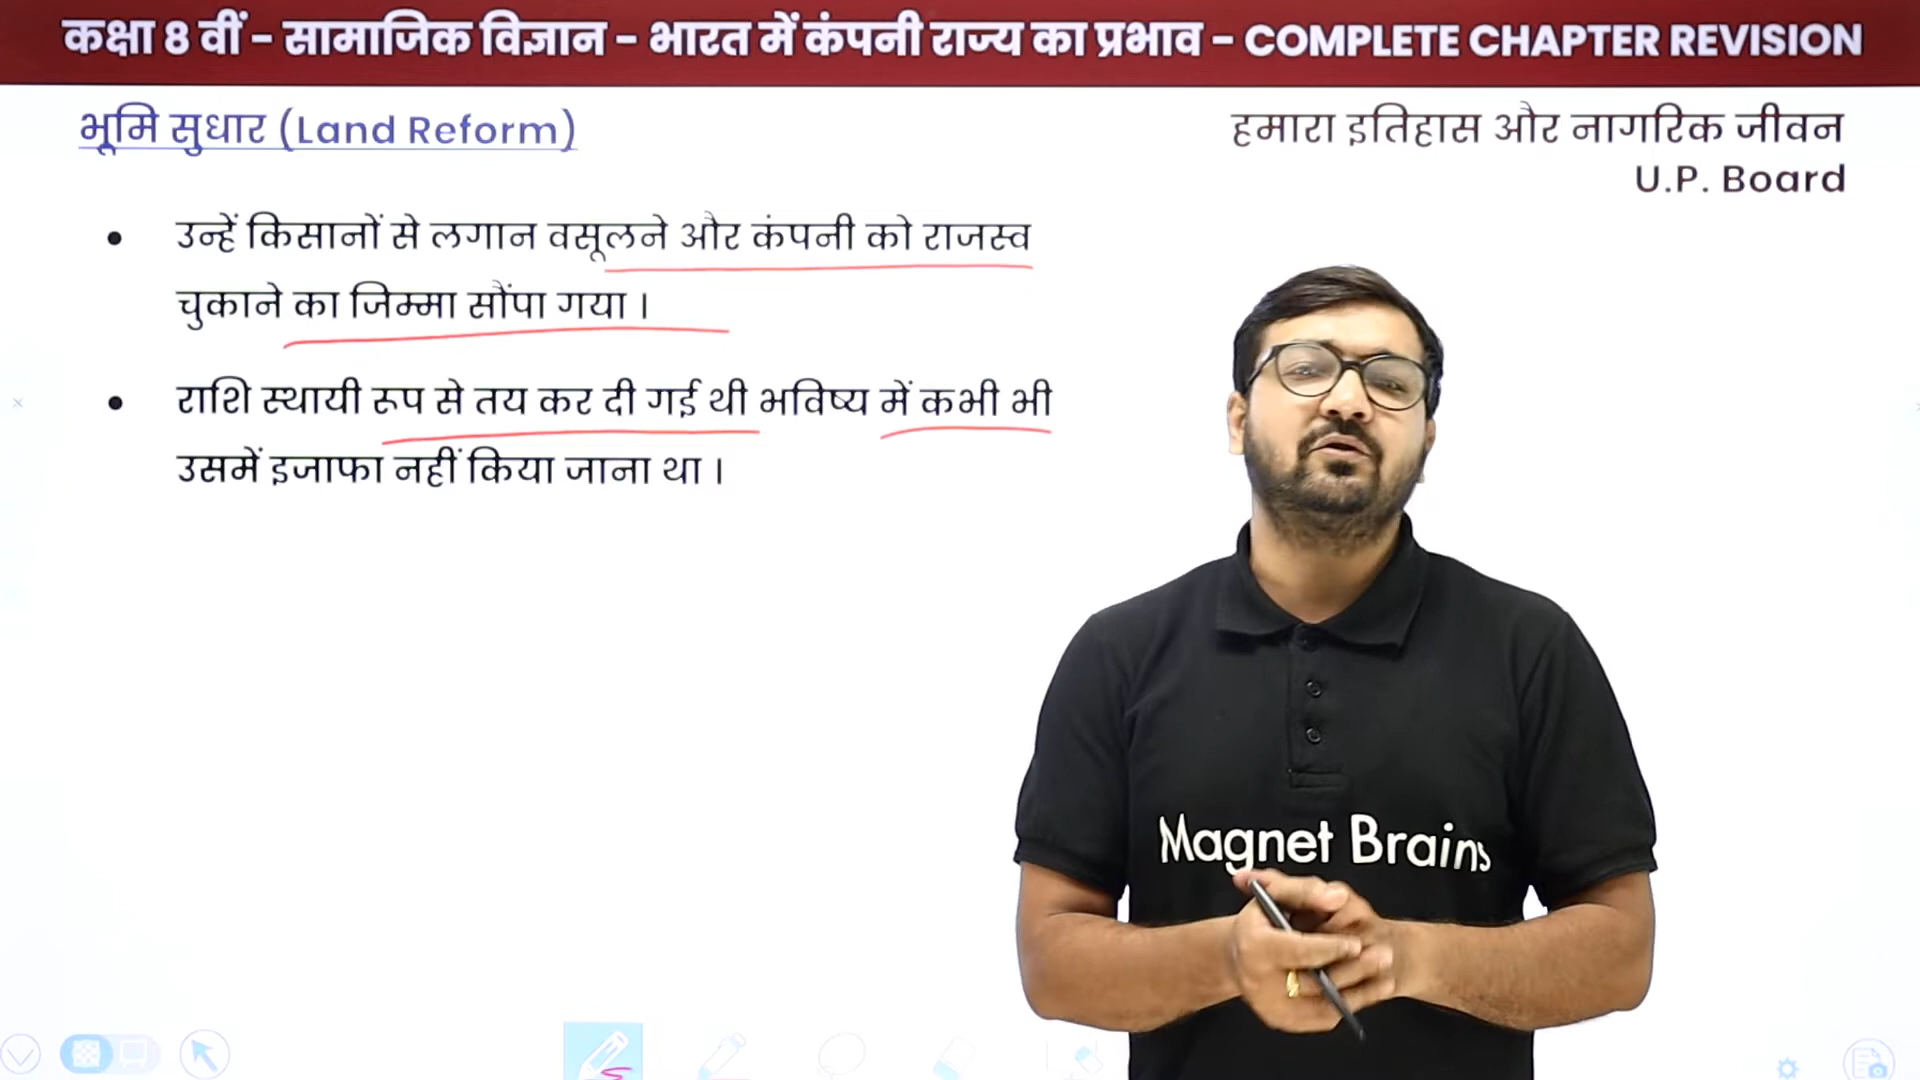 कक्षा 8 वीं - सामाजिक विज्ञान - भारत में कंपनी राज्य का प्रभाव - COMPLETE CHAPTER REVISION
भूमि सुधार (Land Reform)
हमारा इतिहास और नागरिक जीवन
U.P. Board
• उन्हें किसानों से लगान वसूलने और कंपनी को राजस्व
चुकाने का जिम्मा सौंपा गया ।
• राशि स्थायी रूप से तय कर दी गई थी भविष्य में कभी भी
उसमें इजाफा नहीं किया जाना था ।
Magnet Brains